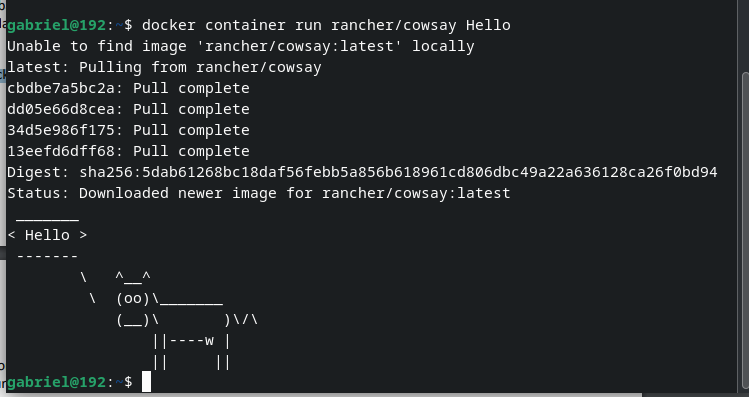 gabriel@192:~$ docker container run rancher/cowsay Hello
Unable to find image 'rancher/cowsay:latest' locally
latest: Pulling from rancher/cowsay
cbdbe7a5bc2a: Pull complete
dd05e66d8cea: Pull complete
34d5e986f175: Pull complete
13eefd6dff68: Pull complete
Digest: sha256:5dab61268bc18daf56febb5a856b618961cd806dbc49a22a636128ca26f0bd94
Status: Downloaded newer image for rancher/cowsay:latest
 _______
< Hello >
 -------
        \   ^__^
         \  (oo)\_______
            (__)\       )\/\
                ||----w |
                ||     ||
gabriel@192:~$